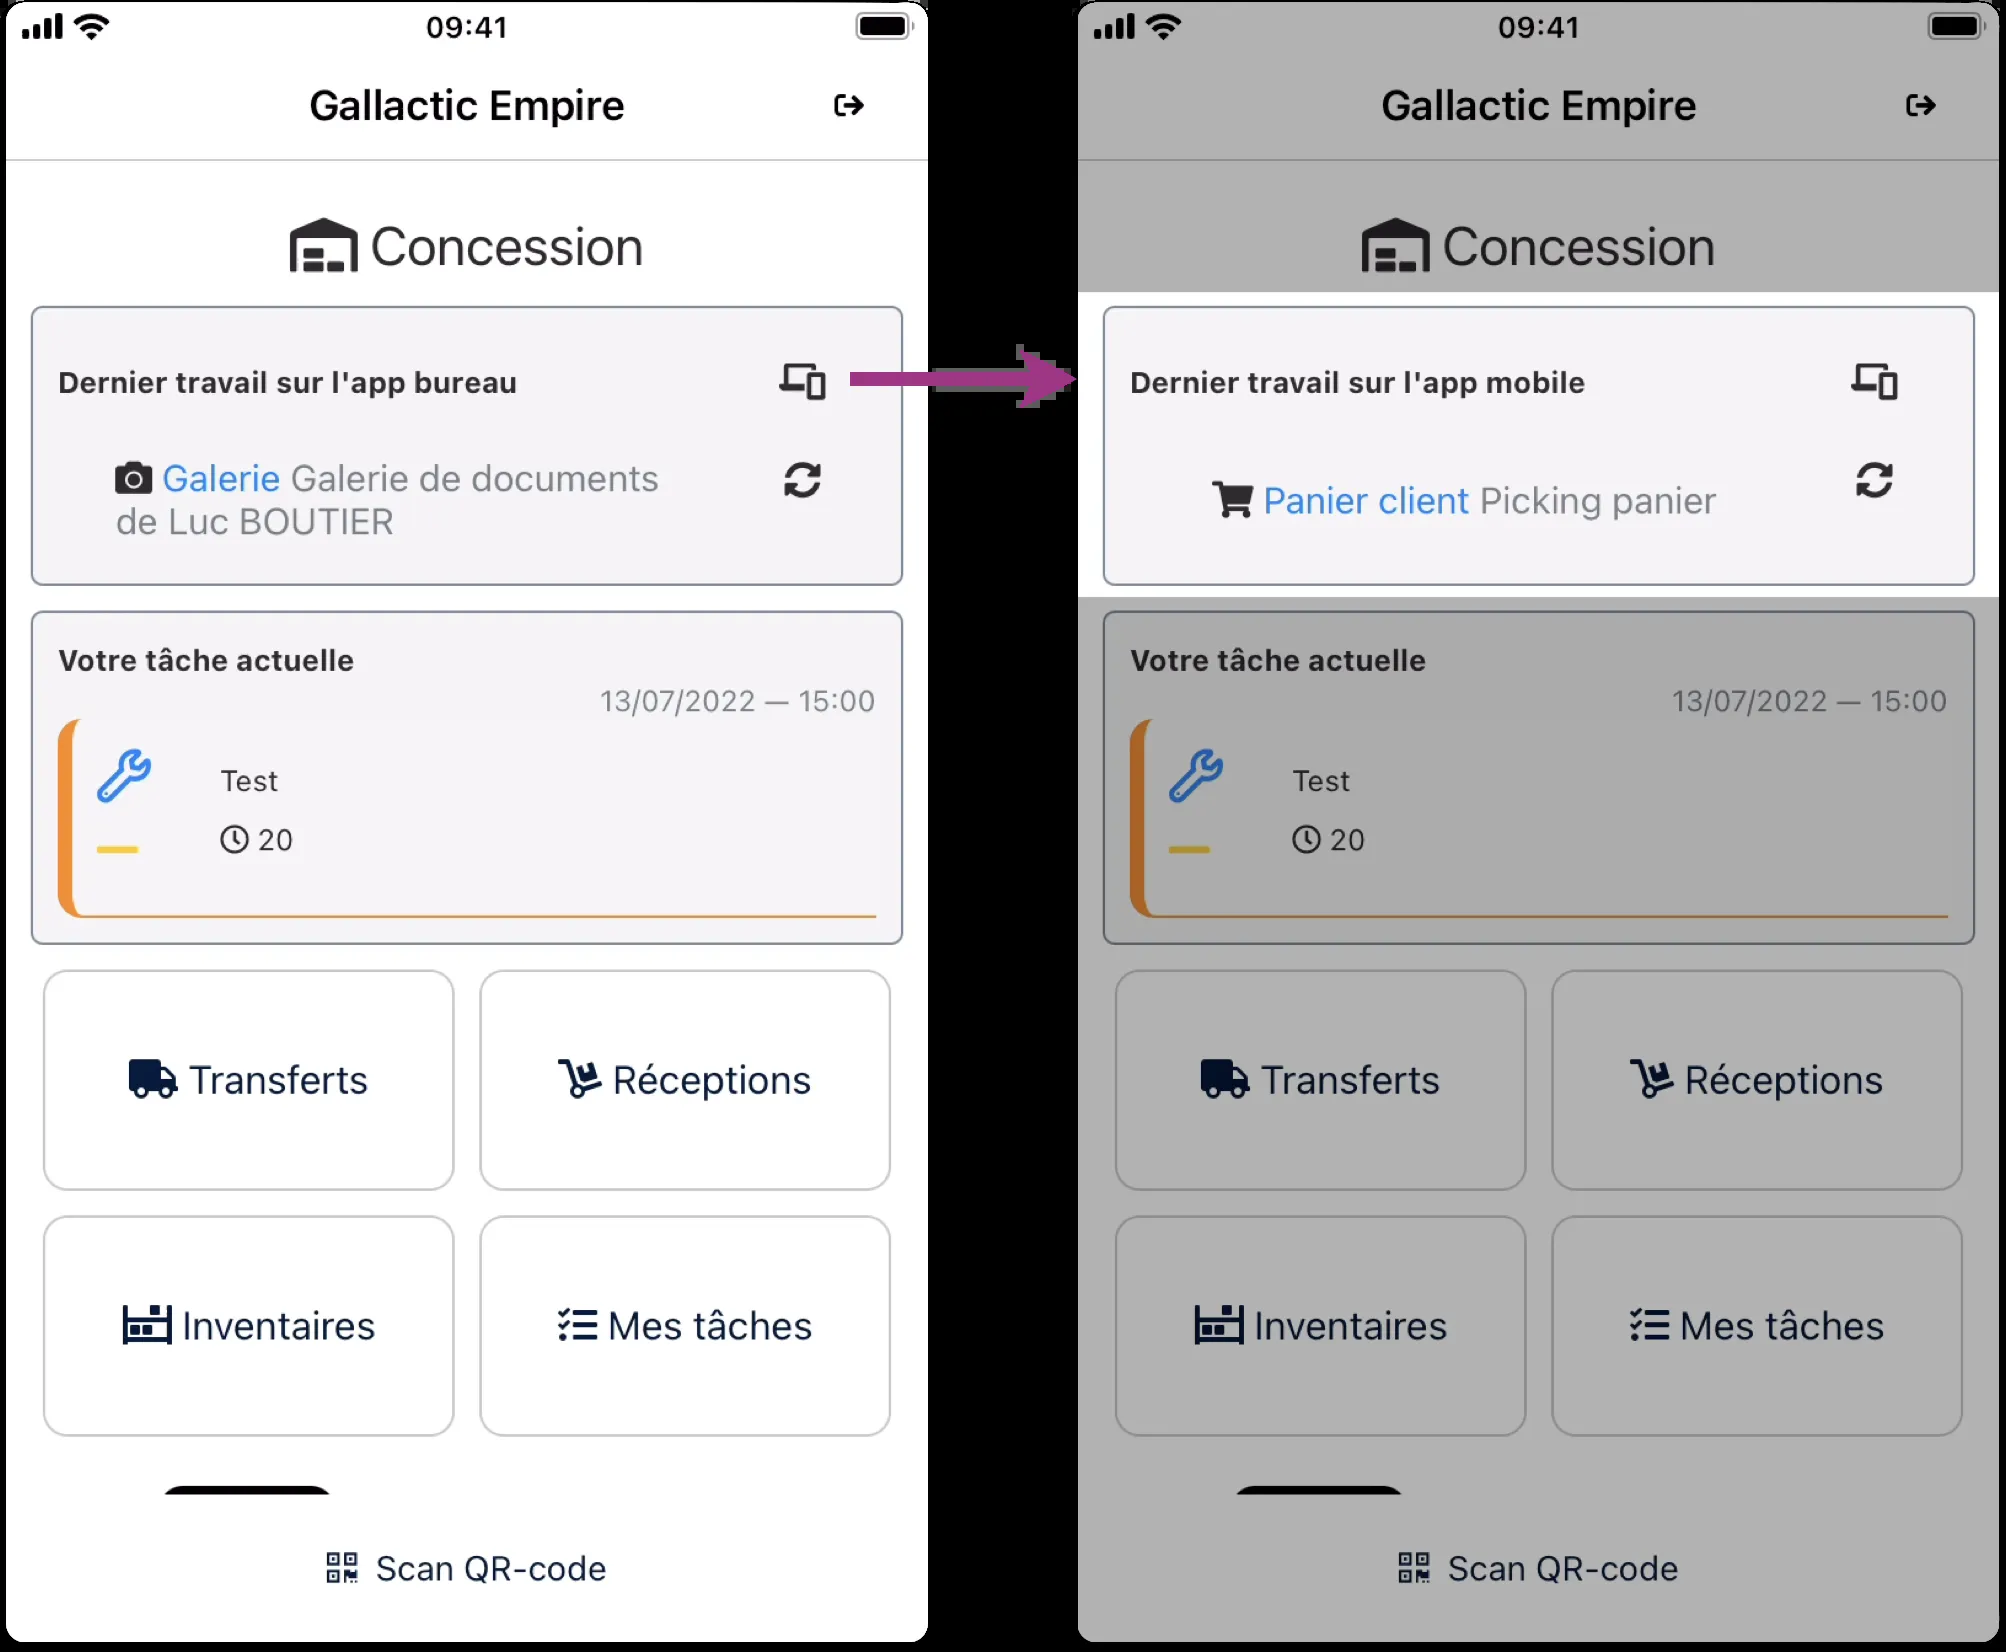 09:41
Gallactic Empire
Concession
Dernier travail sur l'app bureau
Galerie Galerie de documents
de Luc BOUTIER
Votre tâche actuelle
13/07/2022 — 15:00
Test
20
Transferts
Réceptions
Inventaires
Mes tâches
Scan QR-code
09:41
Gallactic Empire
Concession
Dernier travail sur l'app mobile
Panier client Picking panier
Votre tâche actuelle
13/07/2022 — 15:00
Test
20
Transferts
Réceptions
Inventaires
Mes tâches
Scan QR-code